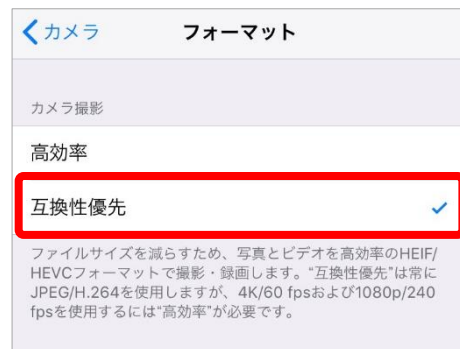 カメラ フォーマット
カメラ撮影
高効率
互換性優先
ファイルサイズを減らすため、写真とビデオを高効率のHEIF/
HEVCフォーマットで撮影・録画します。“互換性優先”は常に
JPEG/H.264を使用しますが、4K/60 fpsおよび1080p/240
fpsを使用するには“高効率”が必要です。